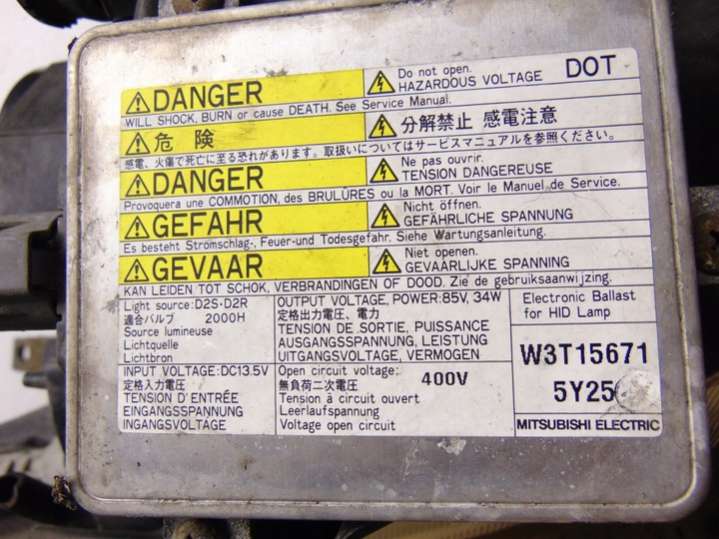 DANGER
Do not open.
HAZARDOUS VOLTAGE
DOT
WILL SHOCK, BURN or cause DEATH. See Service Manual.
危 険
分解禁止 感電注意
感電、火傷で死亡に至る恐れがあります。取扱いについてはサービスマニュアルを参照ください。
DANGER
Ne pas ouvrir.
TENSION DANGEREUSE
Provoquera une COMMOTION, des BRULÛRES ou la MORT. Voir le Manuel de Service.
GEFAHR
Nicht öffnen.
GEFÄHRLICHE SPANNUNG
Es besteht Stromschlag-, Feuer-und Todesgefahr. Siehe Wartungsanleitung.
GEVAAR
Niet openen.
GEVAARLIJKE SPANNING
KAN LEIDEN TOT SCHOK, VERBRANDINGEN OF DOOD. Zie de gebruiksaanwijzing.
Light source:D2S·D2R
適合バルブ 2000H
Source lumineuse
Lichtquelle
Lichtbron
OUTPUT VOLTAGE, POWER:85V, 34W
定格出力電圧、電力
TENSION DE SORTIE, PUISSANCE
AUSGANGSSPANNUNG, LEISTUNG
UITGANGSVOLTAGE, VERMOGEN
Electronic Ballast
for HID Lamp
W3T15671
5Y25
MITSUBISHI ELECTRIC
INPUT VOLTAGE:DC13.5V
定格入力電圧
TENSION D'ENTRÉE
EINGANGSSPANNUNG
INGANGSVOLTAGE
Open circuit voltage:
無負荷二次電圧 400V
Tension à circuit ouvert
Leerlaufspannung
Voltage open circuit